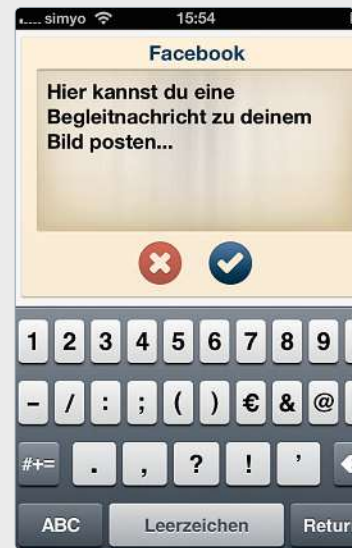 simyo 15:54
Facebook
Hier kannst du eine
Begleitnachricht zu deinem
Bild posten...
1 2 3 4 5 6 7 8 9
- / : ; ( ) € & @
#+= . , ? ! '
ABC Leerzeichen Retur